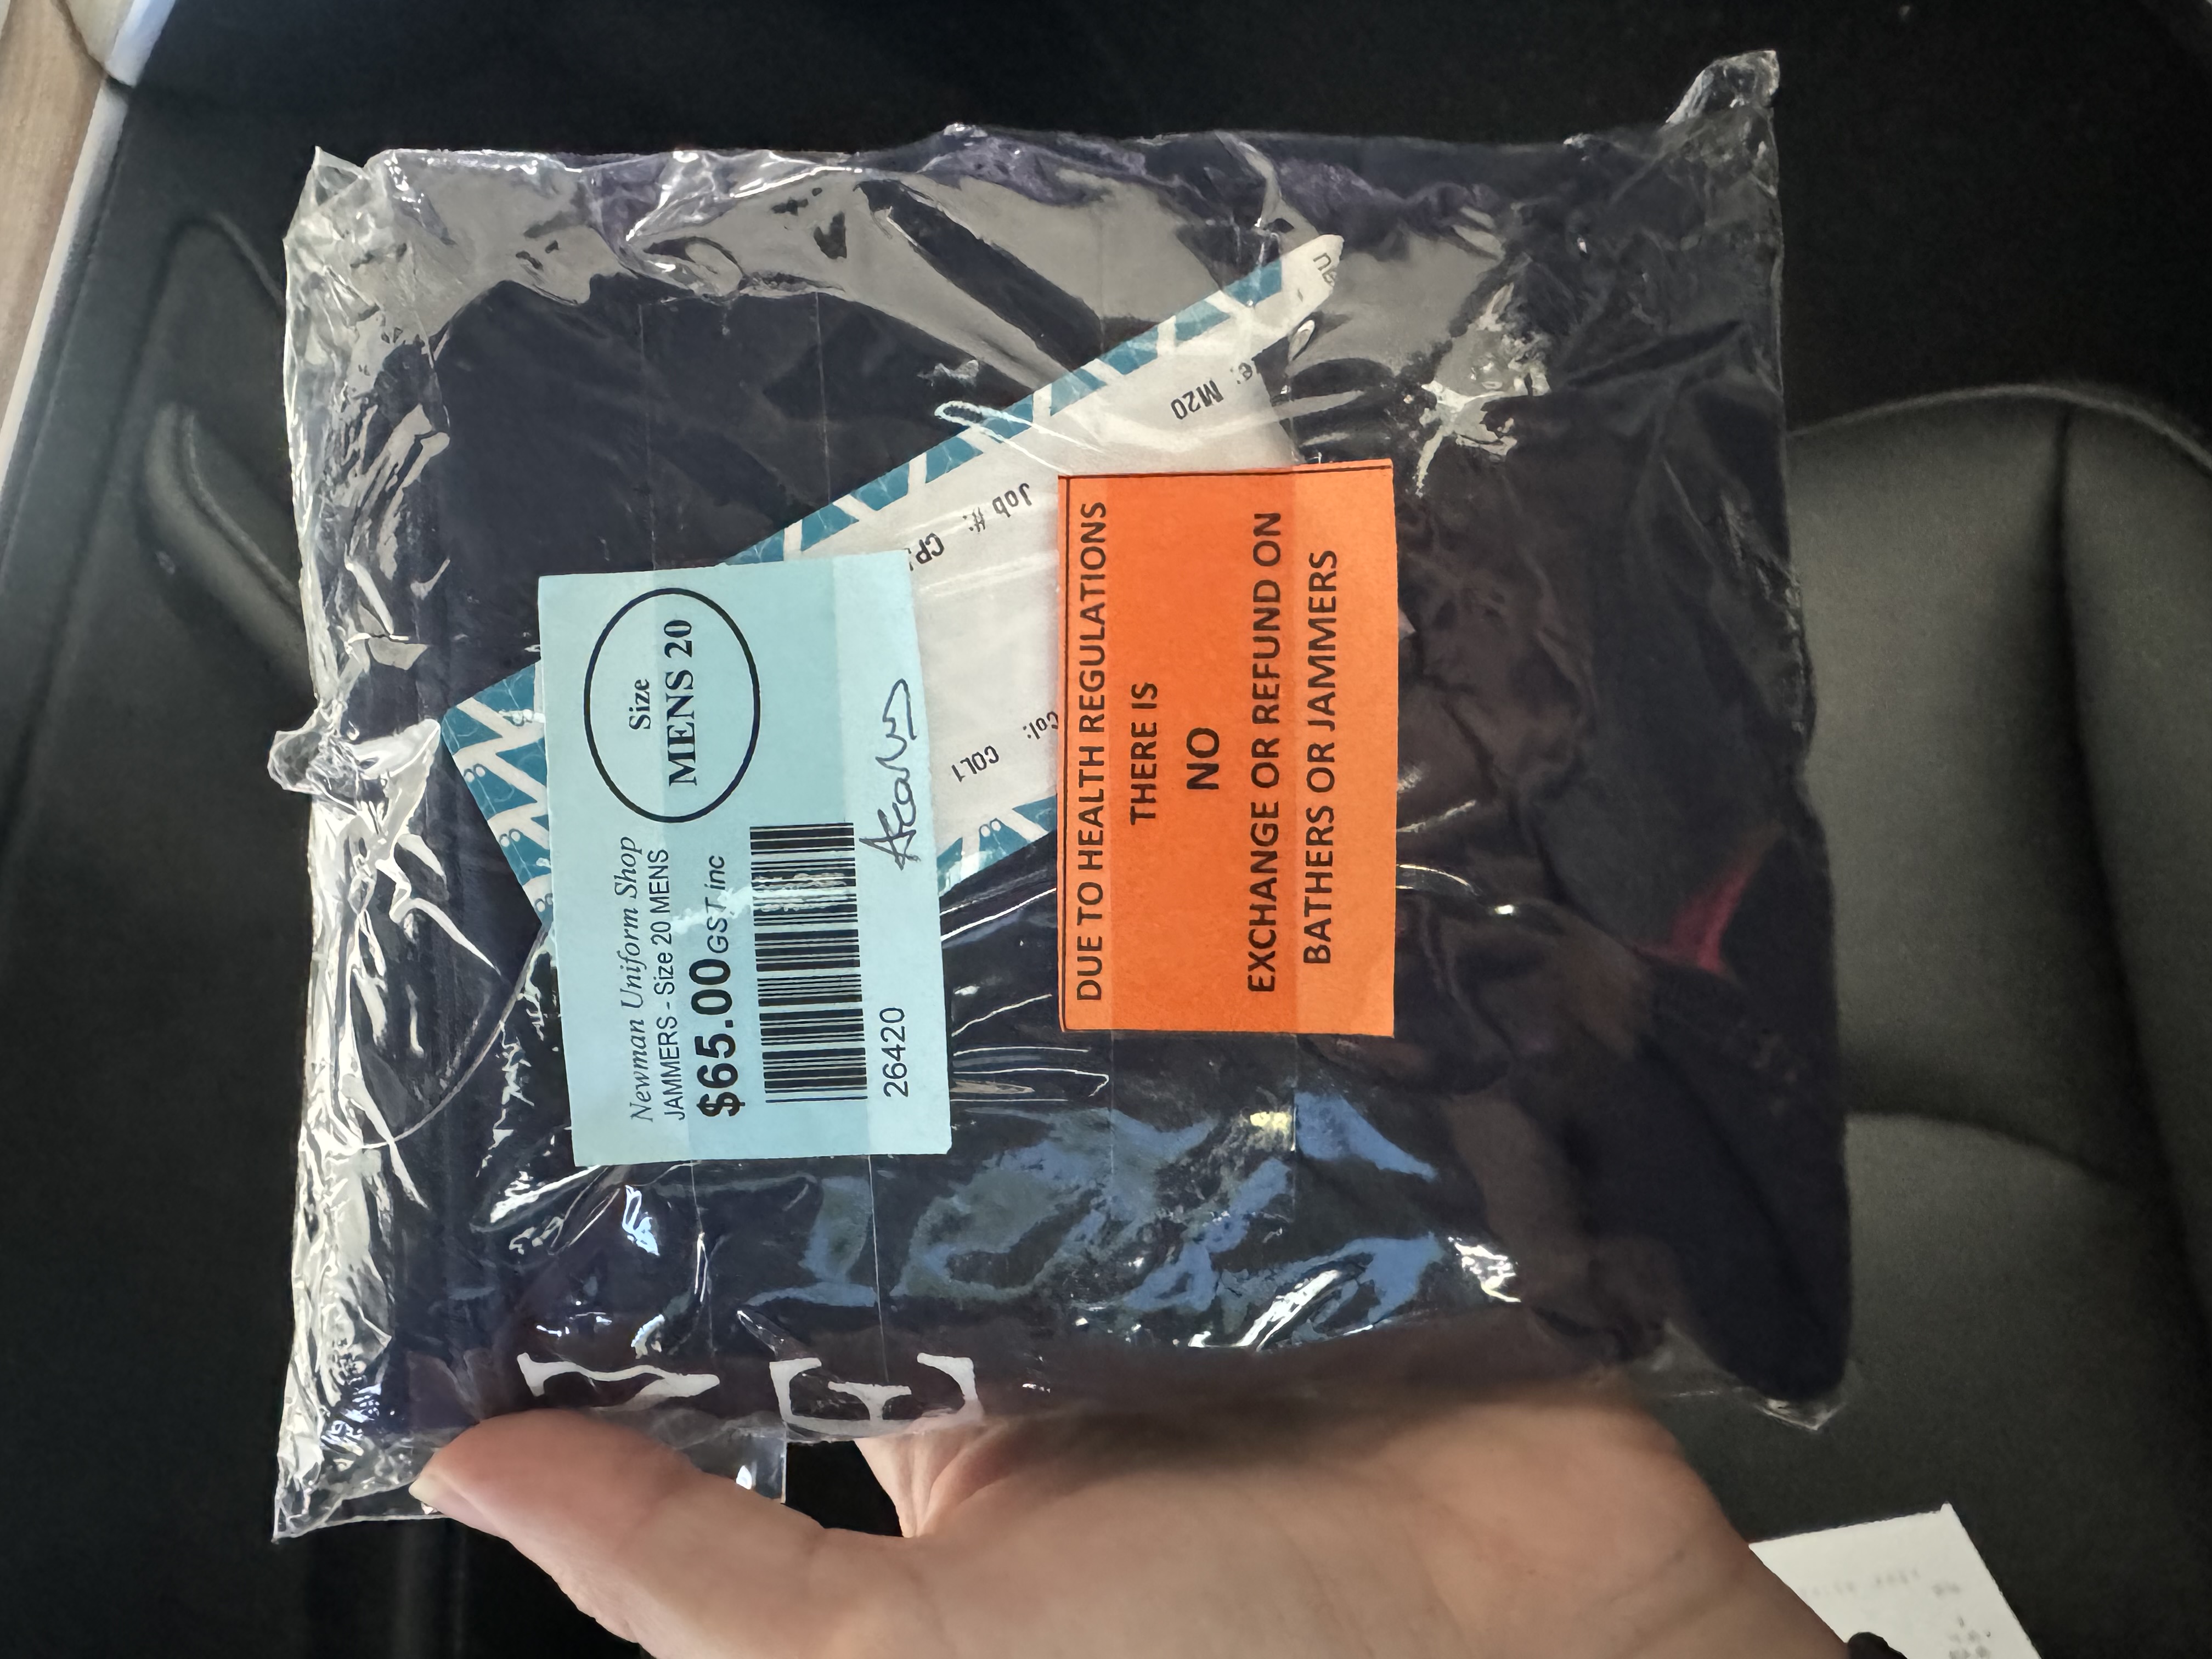 Newman Uniform Shop
JAMMERS - Size 20 MENS
$65.00 GST inc
26420
Size
MENS 20
DUE TO HEALTH REGULATIONS
THERE IS
NO
EXCHANGE OR REFUND ON
BATHERS OR JAMMERS
M20
Job #:
Col:
COL1
NE